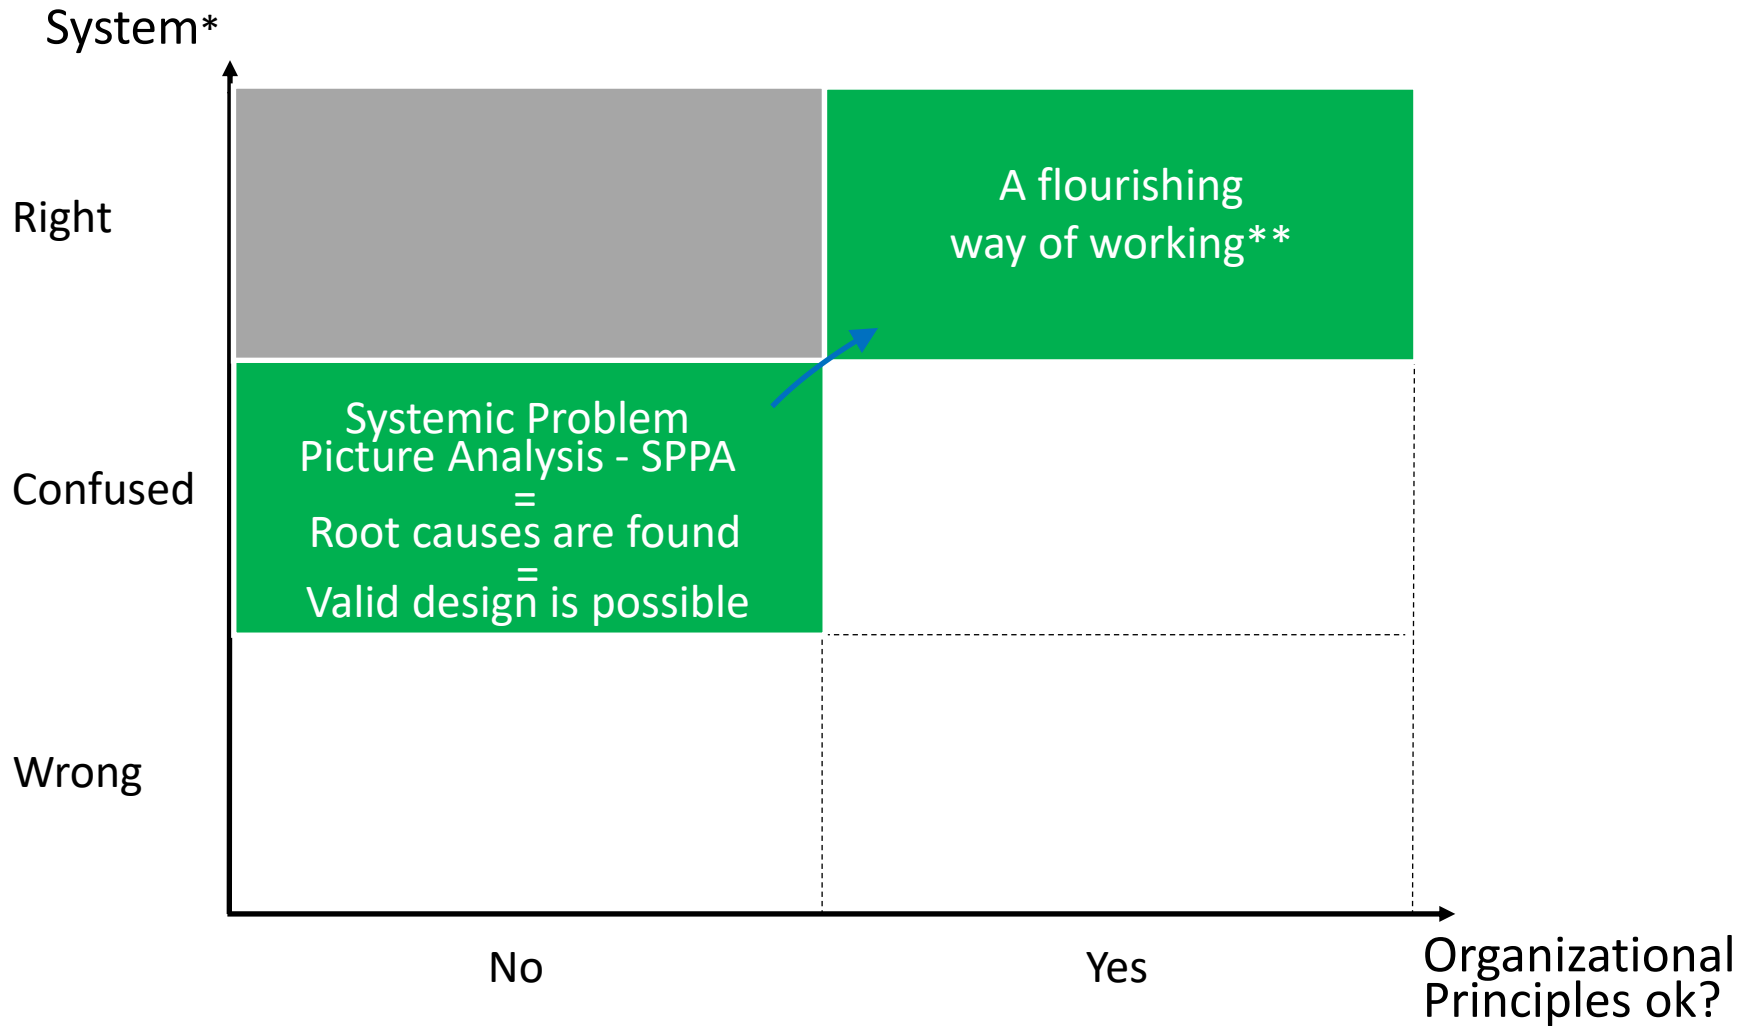 System*
Right
A flourishing
way of working**
Confused
Systemic Problem
Picture Analysis - SPPA
=
Root causes are found
=
Valid design is possible
Wrong
No
Yes
Organizational
Principles ok?